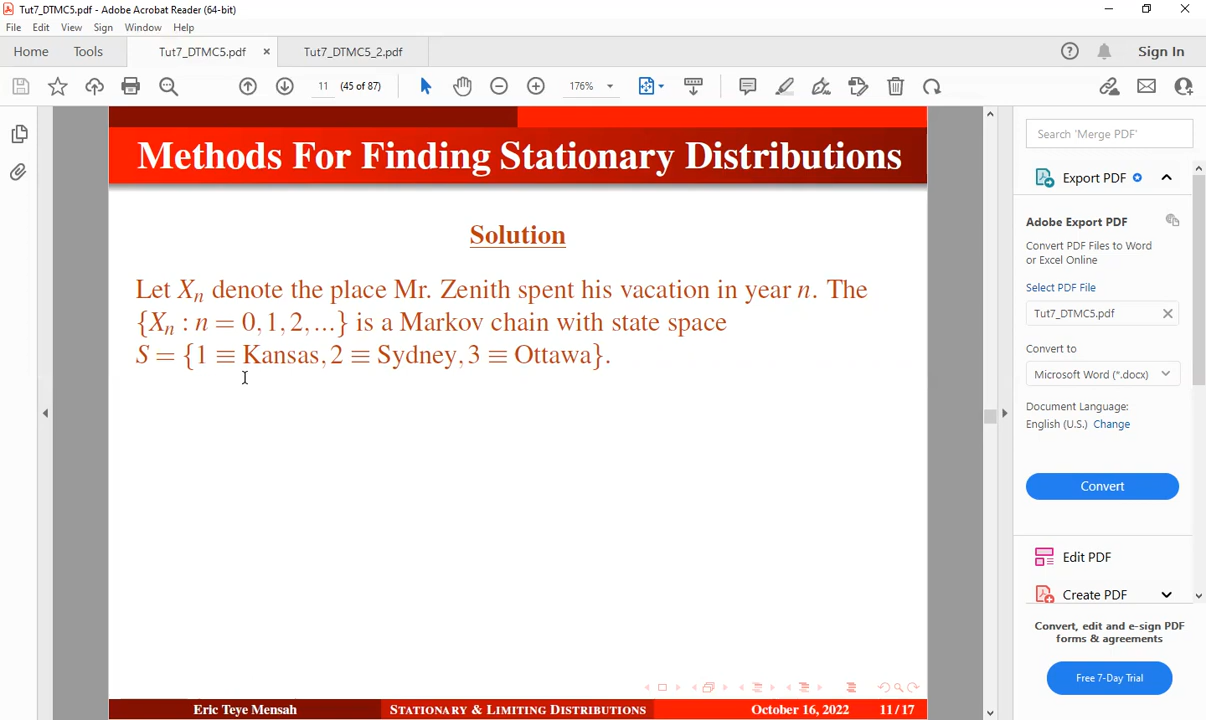 Tut7_DTMC5.pdf - Adobe Acrobat Reader (64-bit)
File Edit View Sign Window Help
Home Tools Tut7_DTMC5.pdf × Tut7_DTMC5_2.pdf Sign In
11 (45 of 87) 176%
Methods For Finding Stationary Distributions
Solution
Let Xₙ denote the place Mr. Zenith spent his vacation in year n. The
{Xₙ : n = 0, 1, 2, ...} is a Markov chain with state space
S = {1 ≡ Kansas, 2 ≡ Sydney, 3 ≡ Ottawa}.
Eric Teye Mensah STATIONARY & LIMITING DISTRIBUTIONS October 16, 2022 11/17
Search 'Merge PDF'
Export PDF
Adobe Export PDF
Convert PDF Files to Word
or Excel Online
Select PDF File
Tut7_DTMC5.pdf ×
Convert to
Microsoft Word (*.docx)
Document Language:
English (U.S.) Change
Convert
Edit PDF
Create PDF
Convert, edit and e-sign PDF
forms & agreements
Free 7-Day Trial